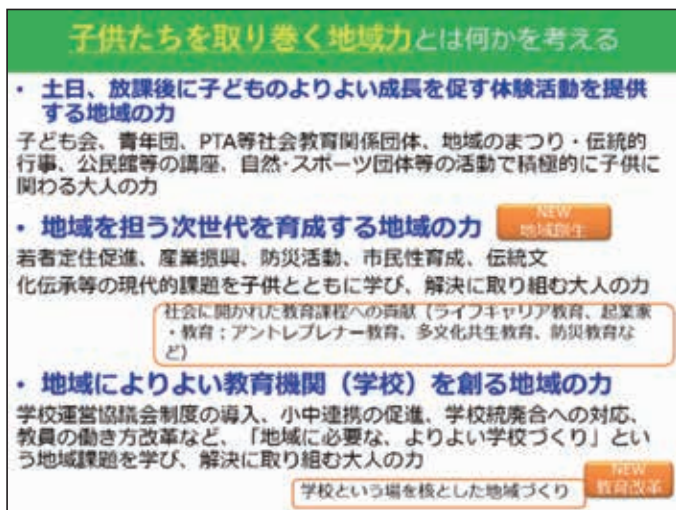 子供たちを取り巻く地域力とは何かを考える
・ 土日、放課後に子どものよりよい成長を促す体験活動を提供
する地域の力
子ども会、青年団、PTA等社会教育関係団体、地域のまつり・伝統的
行事、公民館等の講座、自然・スポーツ団体等の活動で積極的に子供に
関わる大人の力
・ 地域を担う次世代を育成する地域の力
NEW
地域創生
若者定住促進、産業振興、防災活動、市民性育成、伝統文
化伝承等の現代的課題を子供とともに学び、解決に取り組む大人の力
社会に開かれた教育課程への貢献（ライフキャリア教育、起業家
・教育：アントレプレナー教育、多文化共生教育、防災教育な
ど）
・ 地域によりよい教育機関（学校）を創る地域の力
学校運営協議会制度の導入、小中連携の促進、学校統廃合への対応、
教員の働き方改革など、「地域に必要な、よりよい学校づくり」とい
う地域課題を学び、解決に取り組む大人の力
NEW
教育改革
学校という場を核とした地域づくり